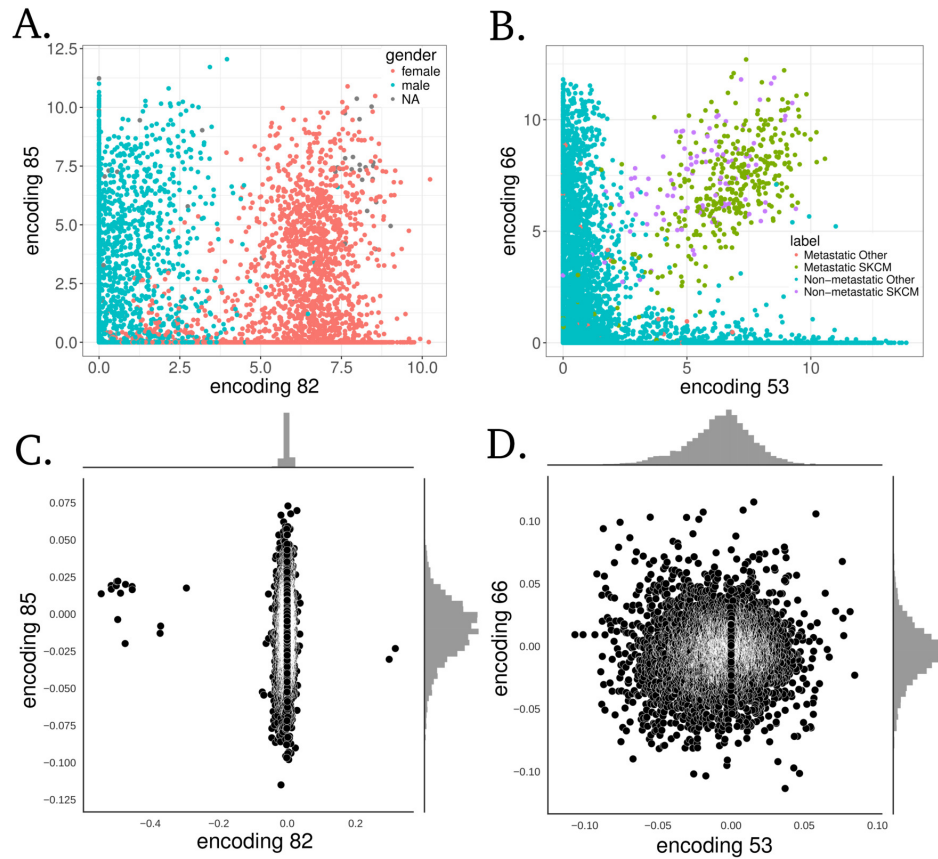 A.
gender
female
male
NA
12.5
10.0
7.5
5.0
2.5
0.0
encoding 85
0.0
2.5
5.0
7.5
10.0
encoding 82
B.
10
5
0
encoding 66
label
Metastatic Other
Metastatic SKCM
Non-metastatic Other
Non-metastatic SKCM
0
5
10
encoding 53
C.
0.075
0.050
0.025
0.000
−0.025
−0.050
−0.075
−0.100
−0.125
encoding 85
−0.4
−0.2
0.0
0.2
encoding 82
D.
0.10
0.05
0.00
−0.05
−0.10
encoding 66
−0.10
−0.05
0.00
0.05
0.10
encoding 53